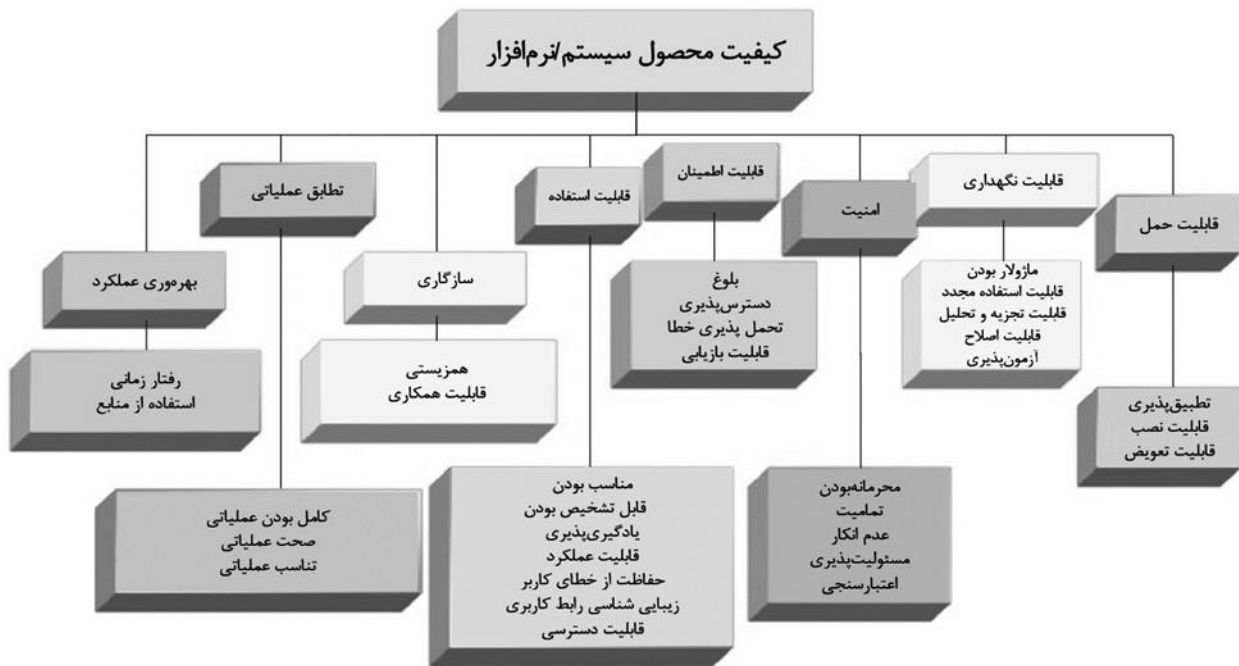 کیفیت محصول سیستم/نرم‌افزار
قابلیت حمل
تطبیق‌پذیری
قابلیت نصب
قابلیت تعویض
قابلیت نگهداری
ماژولار بودن
قابلیت استفاده مجدد
قابلیت تجزیه و تحلیل
قابلیت اصلاح
آزمون‌پذیری
امنیت
محرمانه‌بودن
تمامیت
عدم انکار
مسئولیت‌پذیری
اعتبارسنجی
قابلیت اطمینان
بلوغ
دسترس‌پذیری
تحمل پذیری خطا
قابلیت بازیابی
قابلیت استفاده
مناسب بودن
قابل تشخیص بودن
یادگیری‌پذیری
قابلیت عملکرد
حفاظت از خطای کاربر
زیبایی شناسی رابط کاربری
قابلیت دسترسی
سازگاری
همزیستی
قابلیت همکاری
تطابق عملیاتی
کامل بودن عملیاتی
صحت عملیاتی
تناسب عملیاتی
بهره‌وری عملکرد
رفتار زمانی
استفاده از منابع